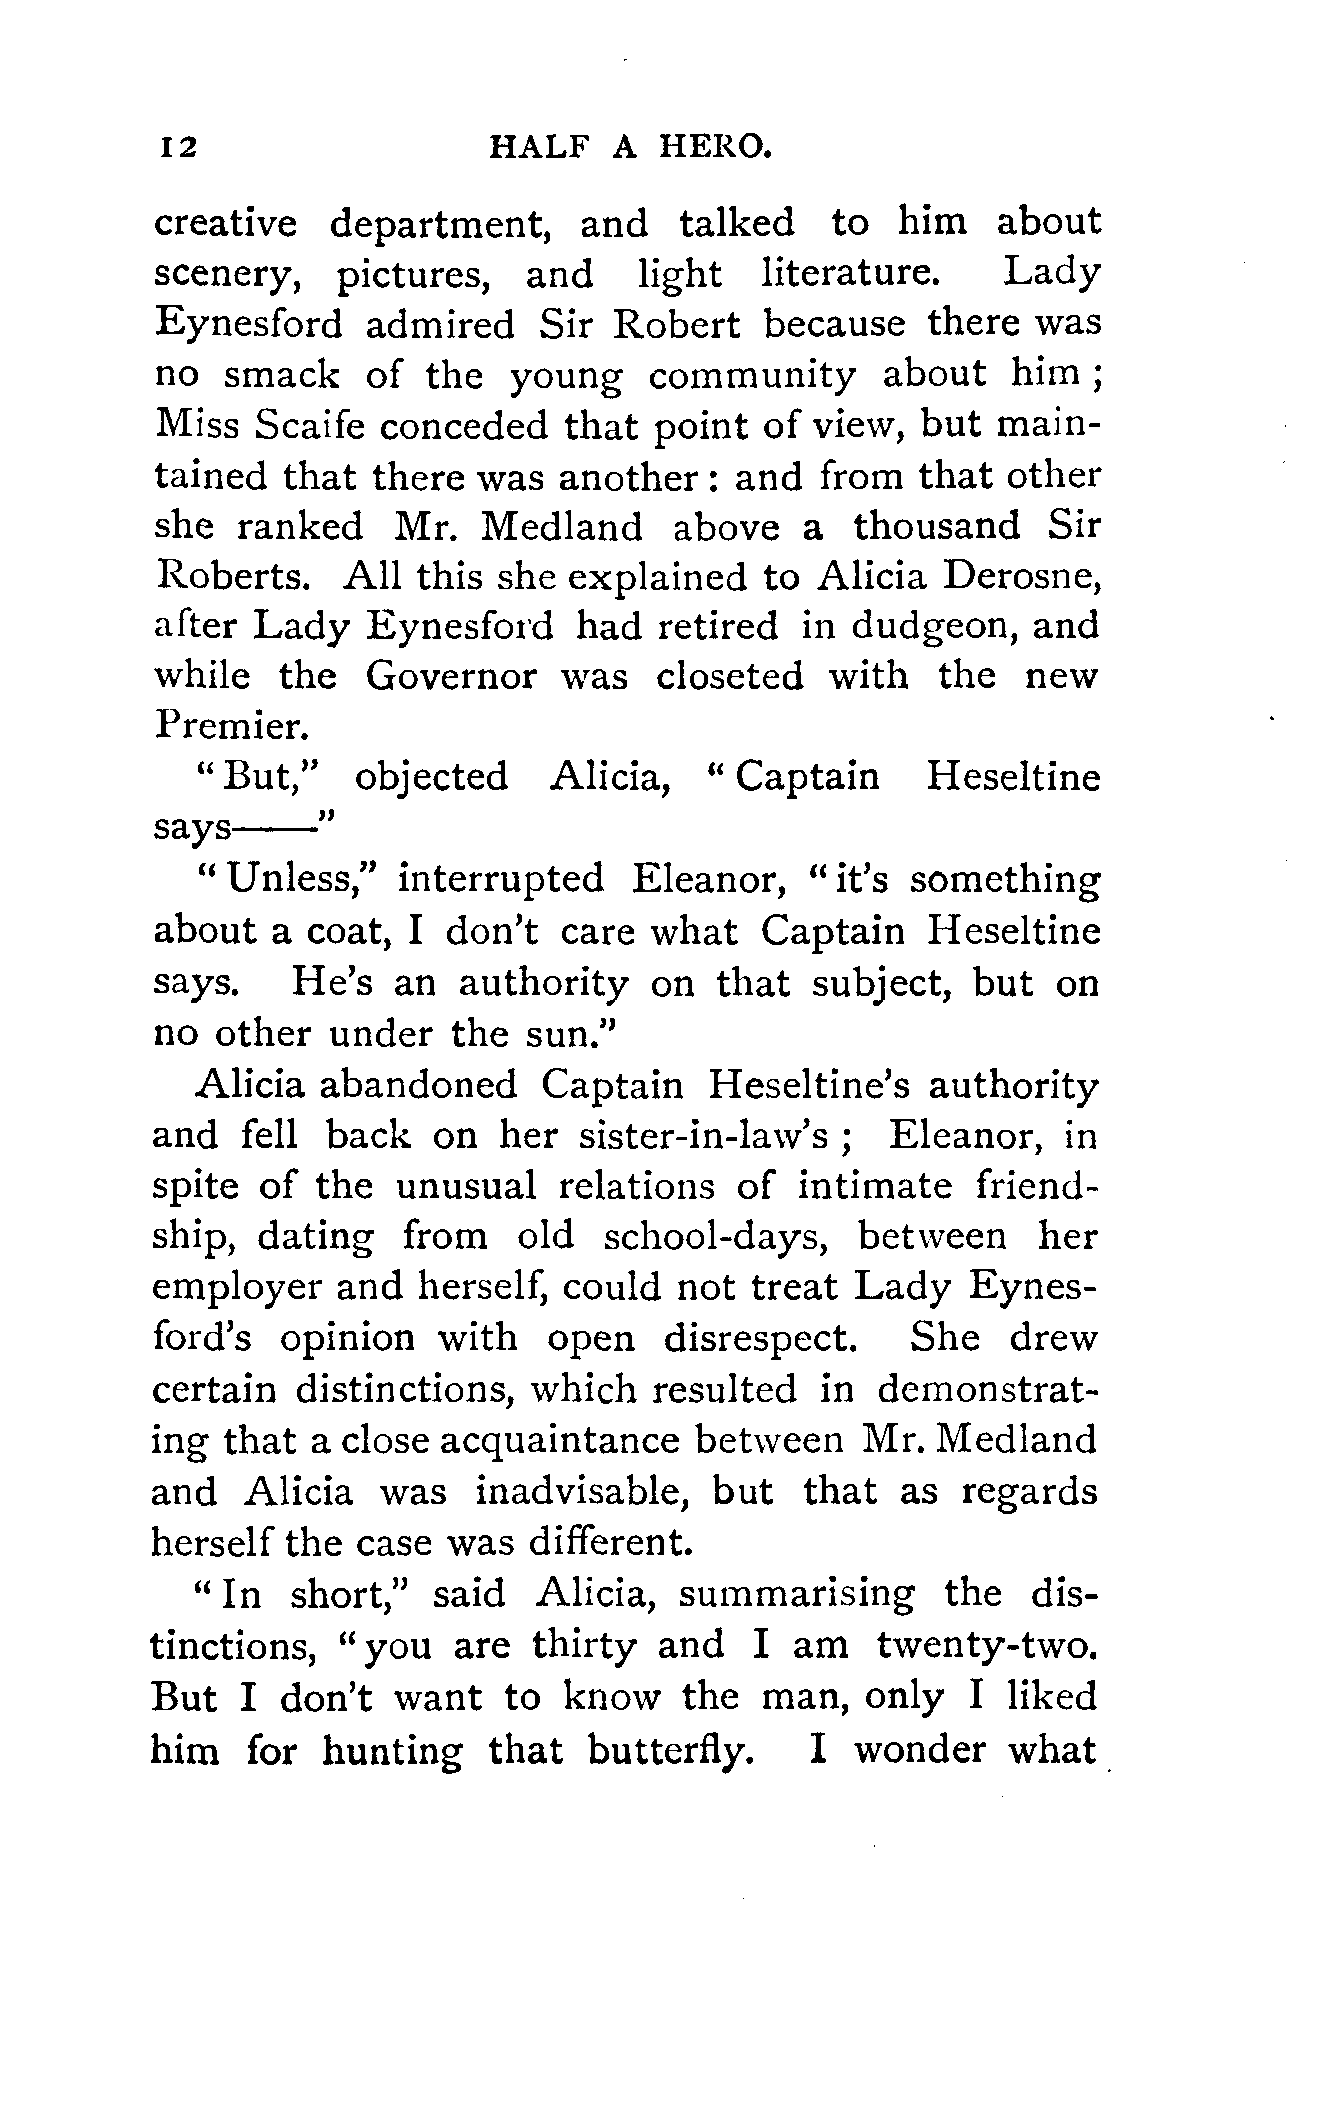 12 HALF A HERO.
creative department, and talked to him about
scenery, pictures, and light literature. Lady
Eynesford admired Sir Robert because there was
no smack of the young community about him ;
Miss Scaife conceded that point of view, but main-
tained that there was another : and from that other
she ranked Mr. Medland above a thousand Sir
Roberts. All this she explained to Alicia Derosne,
after Lady Eynesford had retired in dudgeon, and
while the Governor was closeted with the new
Premier.
" But," objected Alicia, " Captain Heseltine
says——"
" Unless," interrupted Eleanor, " it's something
about a coat, I don't care what Captain Heseltine
says. He's an authority on that subject, but on
no other under the sun."
Alicia abandoned Captain Heseltine's authority
and fell back on her sister-in-law's ; Eleanor, in
spite of the unusual relations of intimate friend-
ship, dating from old school-days, between her
employer and herself, could not treat Lady Eynes-
ford's opinion with open disrespect. She drew
certain distinctions, which resulted in demonstrat-
ing that a close acquaintance between Mr. Medland
and Alicia was inadvisable, but that as regards
herself the case was different.
" In short," said Alicia, summarising the dis-
tinctions, " you are thirty and I am twenty-two.
But I don't want to know the man, only I liked
him for hunting that butterfly. I wonder what